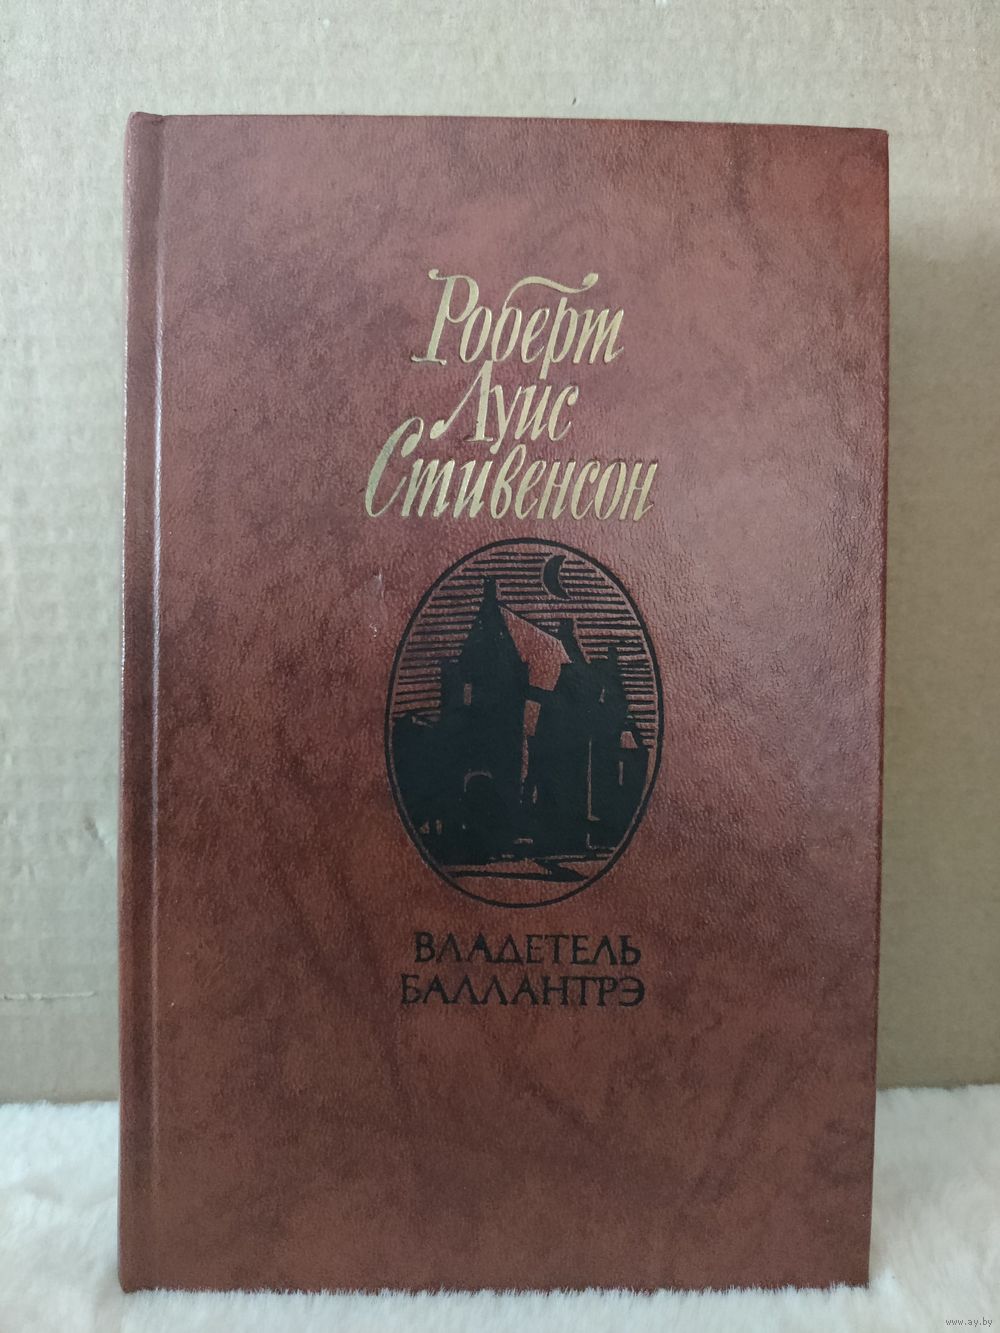 Роберт
Луис
Стивенсон
ВЛАДЕТЕЛЬ
БАЛЛАНТРЭ
www.ay.by